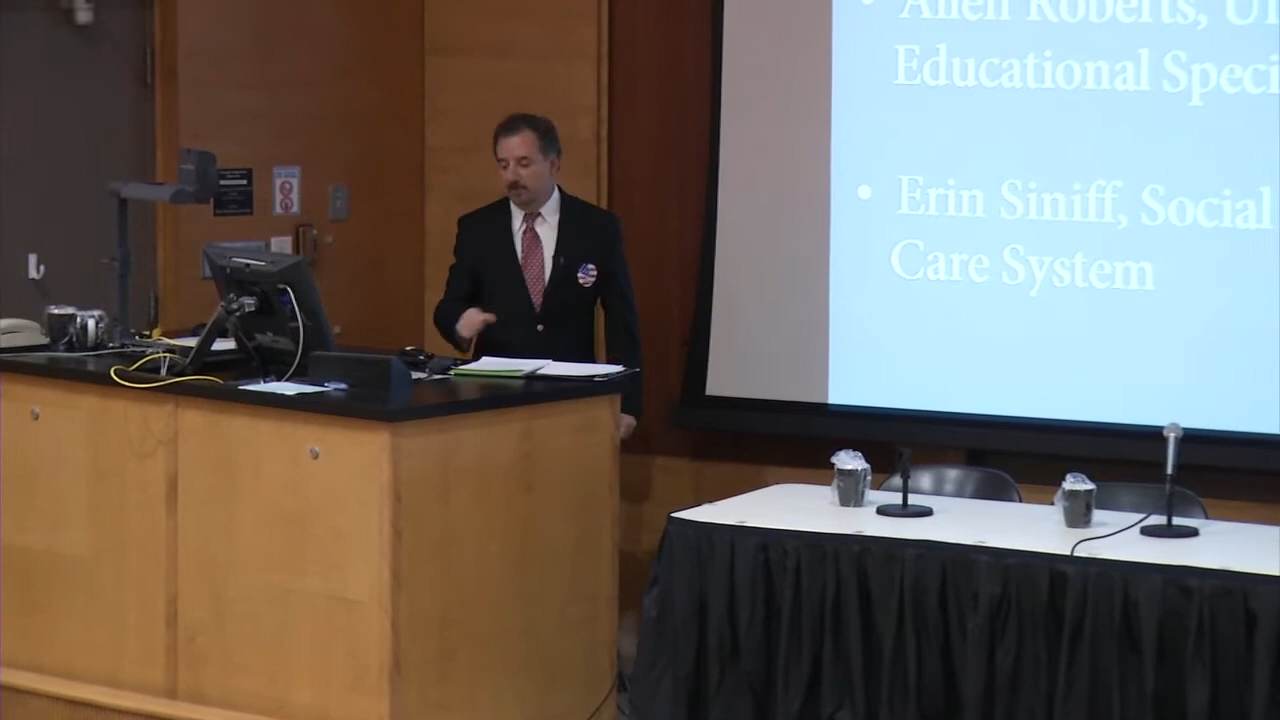 • Allen Roberts, U
Educational Speci
• Erin Siniff, Social
Care System